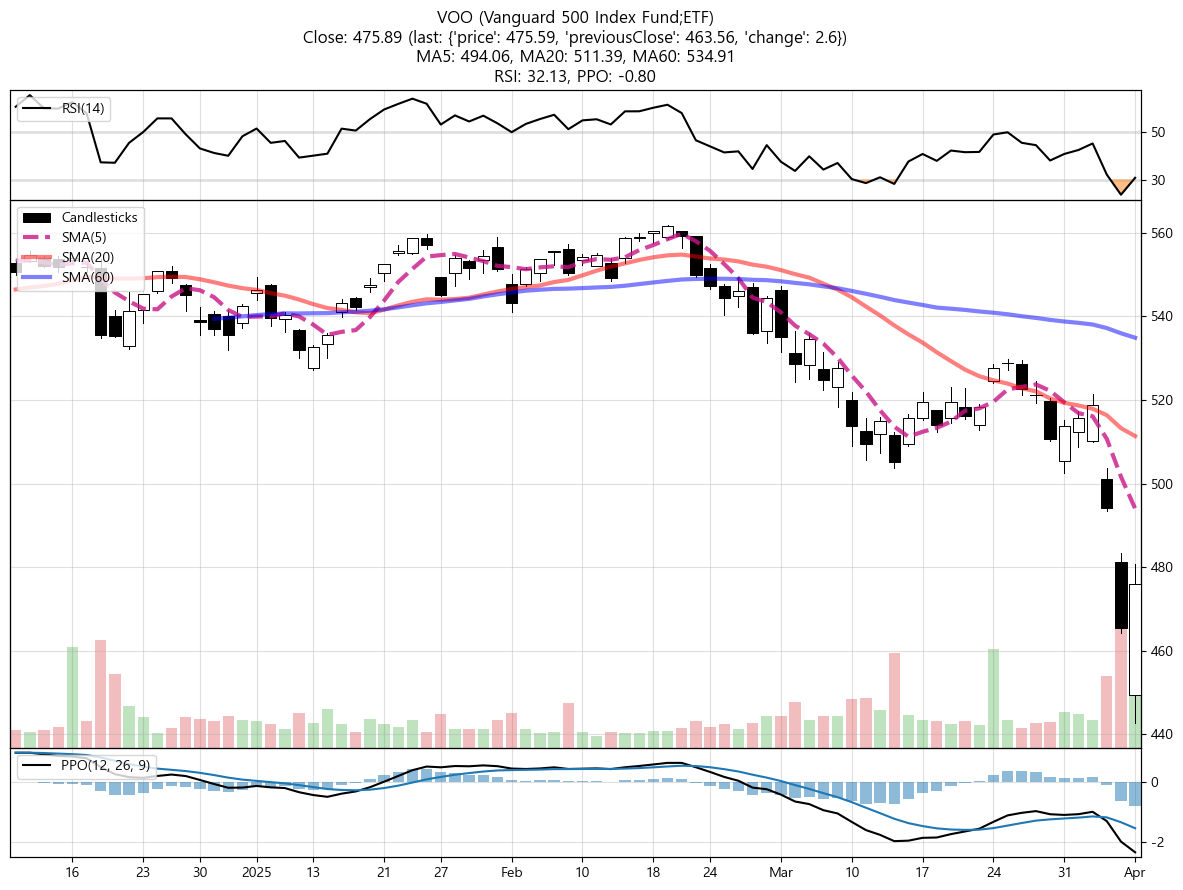 VOO (Vanguard 500 Index Fund;ETF)
Close: 475.89 (last: {'price': 475.59, 'previousClose': 463.56, 'change': 2.6})
MA5: 494.06, MA20: 511.39, MA60: 534.91
RSI: 32.13, PPO: -0.80
RSI(14)
50
30
Candlesticks
SMA(5)
SMA(20)
SMA(60)
560
540
520
500
480
460
440
PPO(12, 26, 9)
0
-2
16 23 30 2025 13 21 27 Feb 10 18 24 Mar 10 17 24 31 Apr